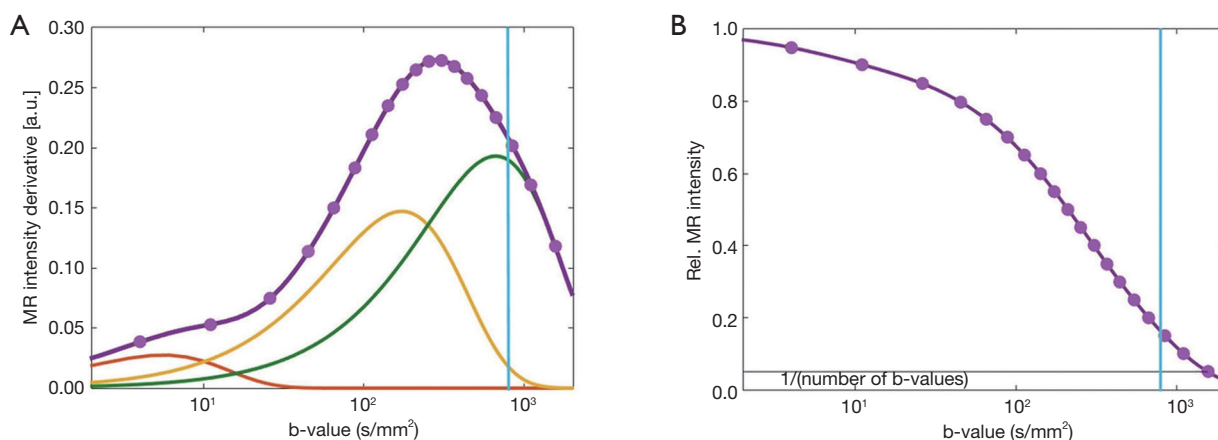 A
MR intensity derivative [a.u.]
0.30
0.25
0.20
0.15
0.10
0.05
0.00
10¹
10²
10³
b-value (s/mm²)
B
Rel. MR intensity
1.0
0.8
0.6
0.4
0.2
0.0
1/(number of b-values)
10¹
10²
10³
b-value (s/mm²)